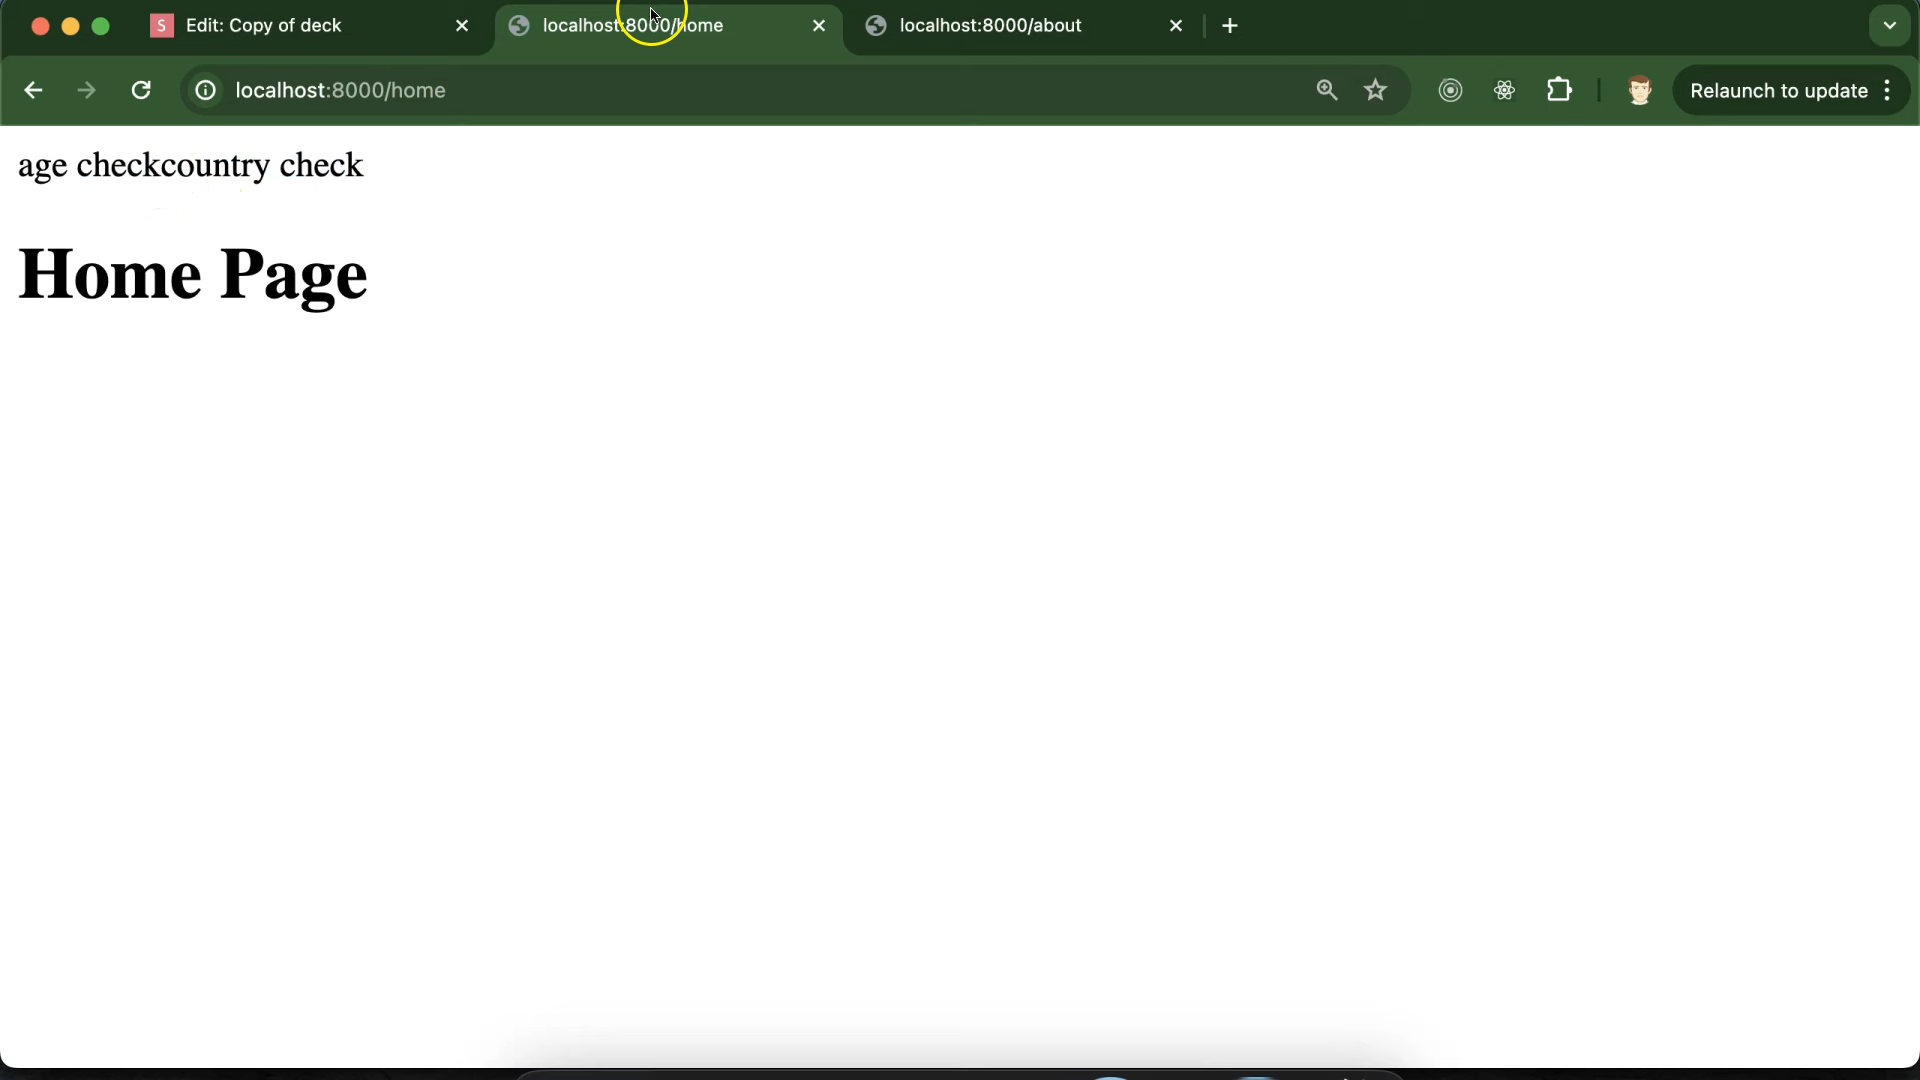 S Edit: Copy of deck
localhost:8000/home
localhost:8000/about
localhost:8000/home
Relaunch to update
age checkcountry check
Home Page